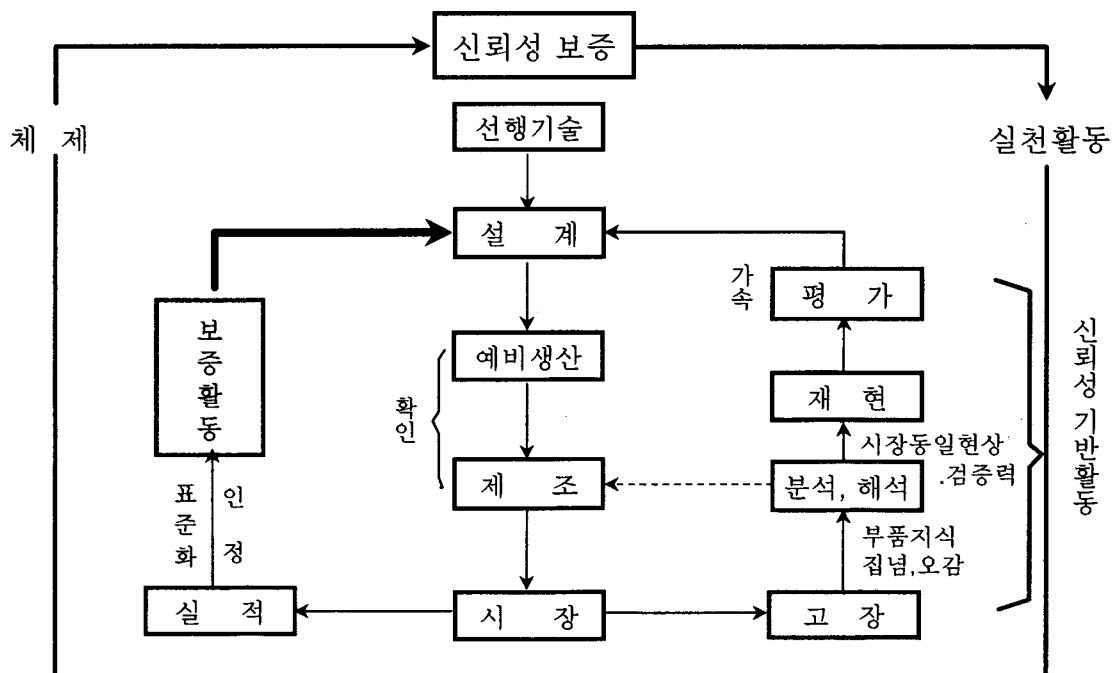 신뢰성 보증
체 제
선행기술
실천활동
설 계
가속
평 가
보증활동
예비생산
확인
재 현
신뢰성 기반활동
시장동일현상
.검증력
제 조
분석, 해석
표준화
인정
부품지식
집념,오감
실 적
시 장
고 장